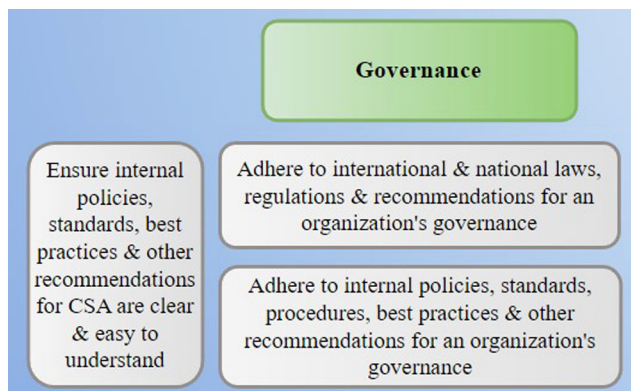 Governance
Ensure internal
policies,
standards, best
practices & other
recommendations
for CSA are clear
& easy to
understand
Adhere to international & national laws,
regulations & recommendations for an
organization's governance
Adhere to internal policies, standards,
procedures, best practices & other
recommendations for an organization's
governance